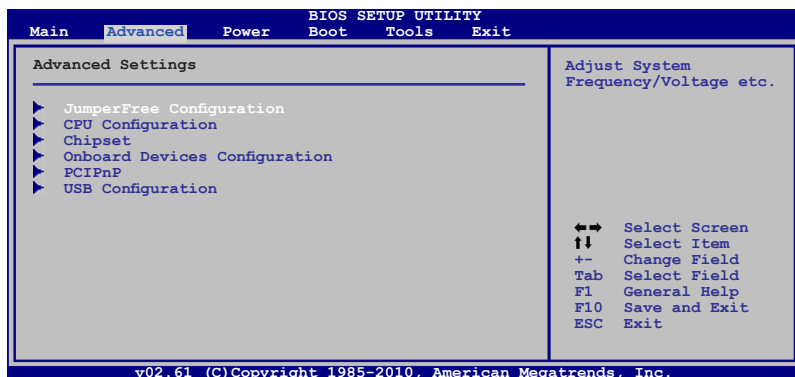 BIOS SETUP UTILITY
Main Advanced Power Boot Tools Exit
Advanced Settings
JumperFree Configuration
CPU Configuration
Chipset
Onboard Devices Configuration
PCIPnP
USB Configuration
Adjust System
Frequency/Voltage etc.
←→ Select Screen
↑↓ Select Item
+- Change Field
Tab Select Field
F1 General Help
F10 Save and Exit
ESC Exit
v02.61 (C)Copyright 1985-2010, American Megatrends, Inc.